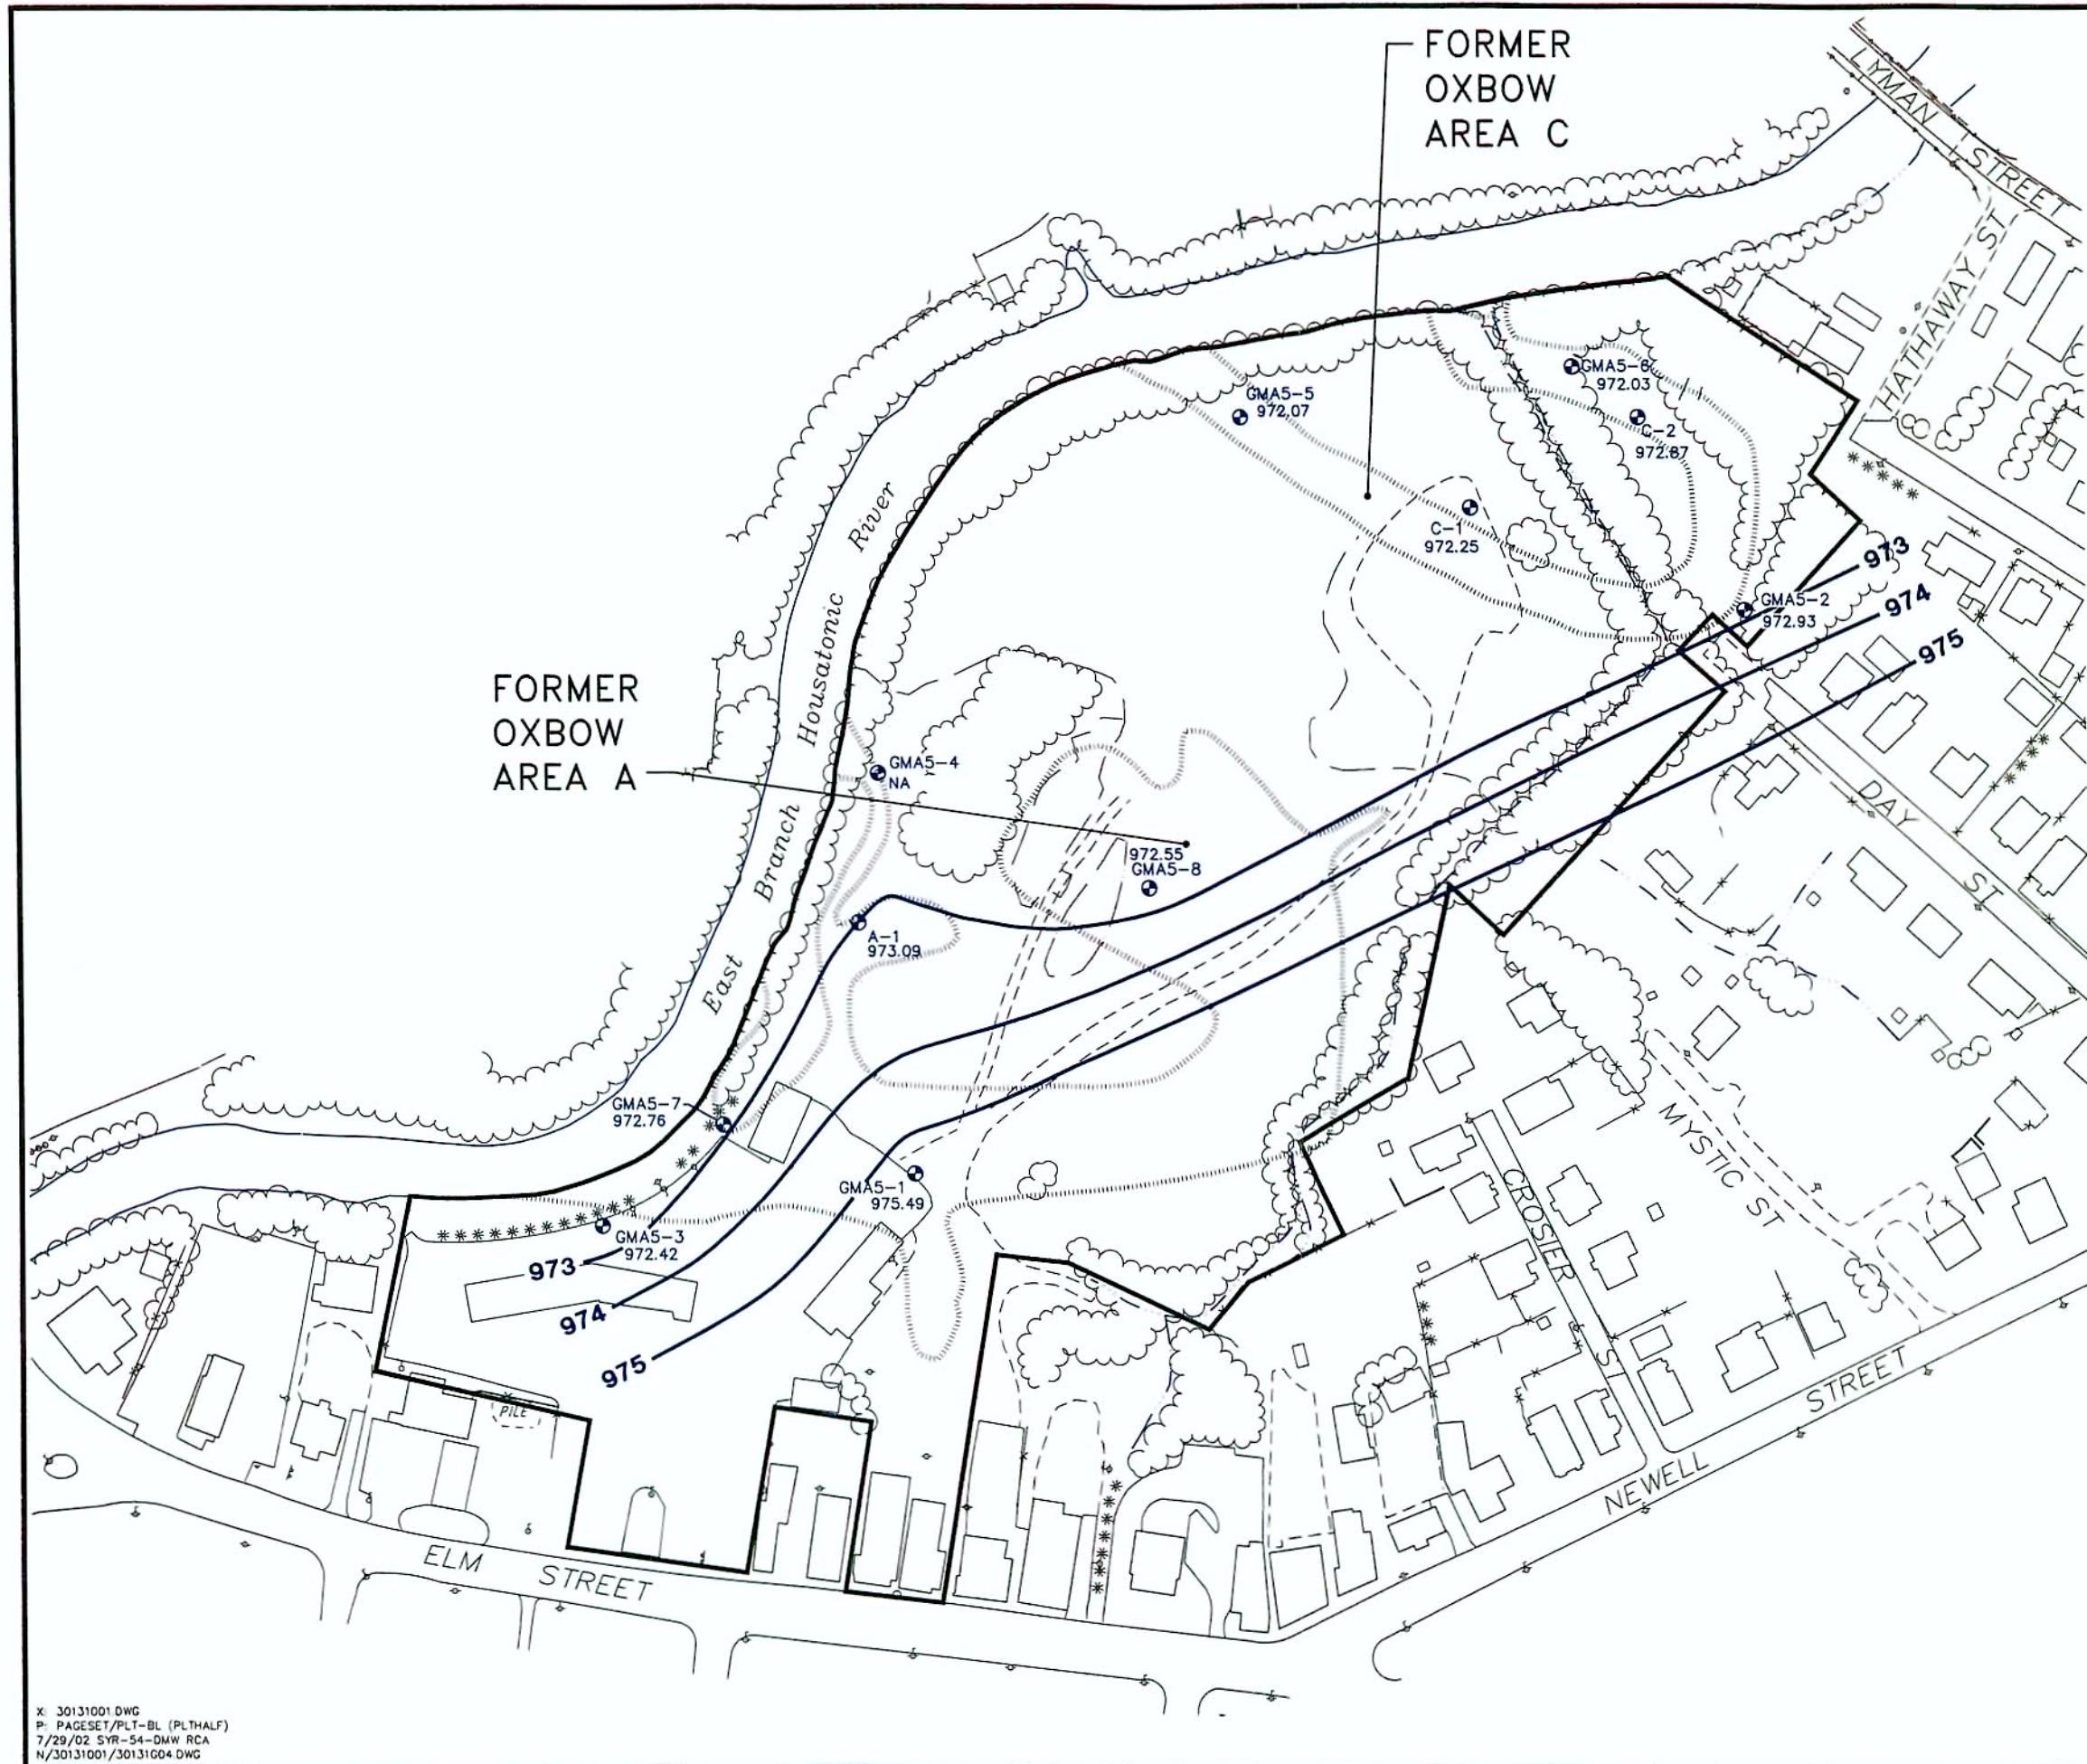 FORMER
OXBOW
AREA C
LYMAN STREET
HATHAWAY ST
GMA5-6
972.03
GMA5-5
972.07
C-2
972.87
C-1
972.25
973
GMA5-2
972.93
974
975
East Branch Housatonic River
FORMER
OXBOW
AREA A
GMA5-4
NA
DAY ST
972.55
GMA5-8
A-1
973.09
GMA5-7
972.76
MYSTIC ST
GMA5-1
975.49
CROSIER ST
GMA5-3
972.42
973
974
975
PILE
NEWELL STREET
ELM STREET
X: 30131001.DWG
P: PAGESET/PLT-BL (PLTHALF)
7/29/02 SYR-54-DMW RCA
N/30131001/30131G04.DWG